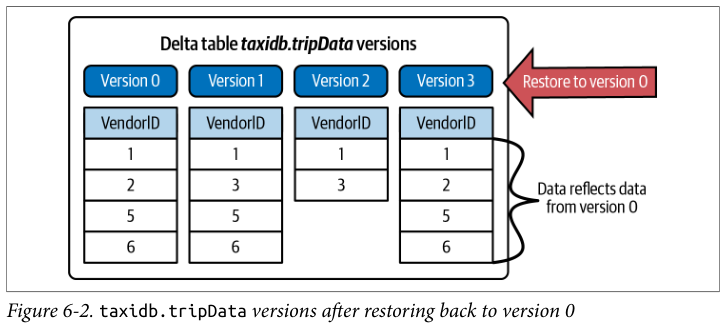 Delta table taxidb.tripData versions
Version 0 Version 1 Version 2 Version 3 Restore to version 0
VendorID VendorID VendorID VendorID
1 1 1 1
2 3 3 2
5 5 5
6 6 6
Data reflects data
from version 0
Figure 6-2. taxidb.tripData versions after restoring back to version 0